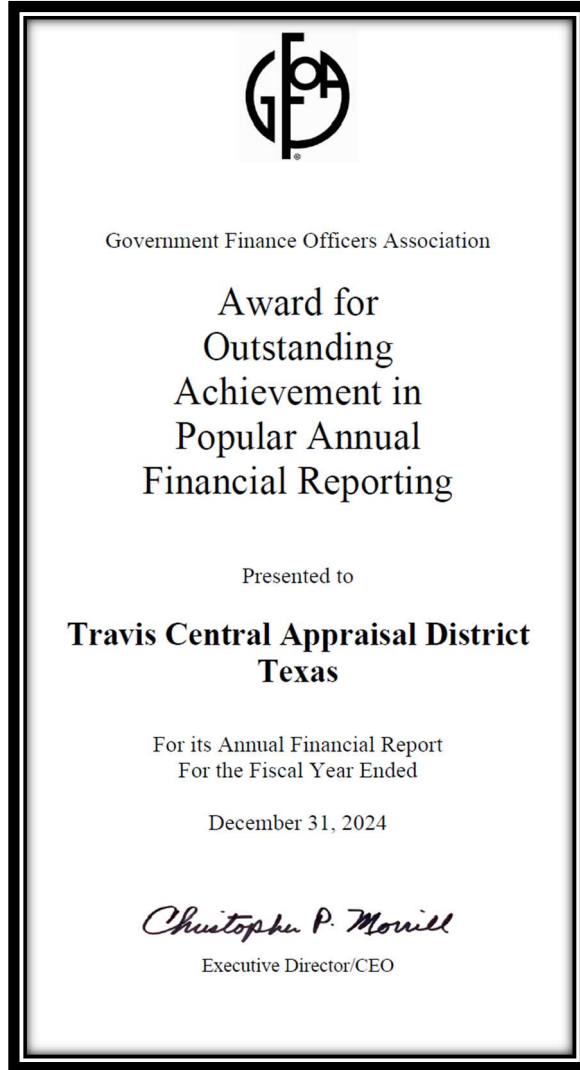 GFOA
®
Government Finance Officers Association
Award for
Outstanding
Achievement in
Popular Annual
Financial Reporting
Presented to
Travis Central Appraisal District
Texas
For its Annual Financial Report
For the Fiscal Year Ended
December 31, 2024
Christopher P. Morrill
Executive Director/CEO